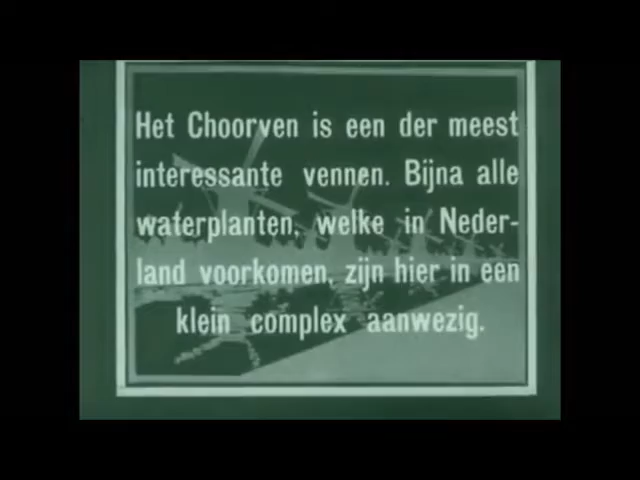 Het Choorven is een der meest
interessante vennen. Bijna alle
waterplanten, welke in Neder-
land voorkomen, zijn hier in een
klein complex aanwezig.